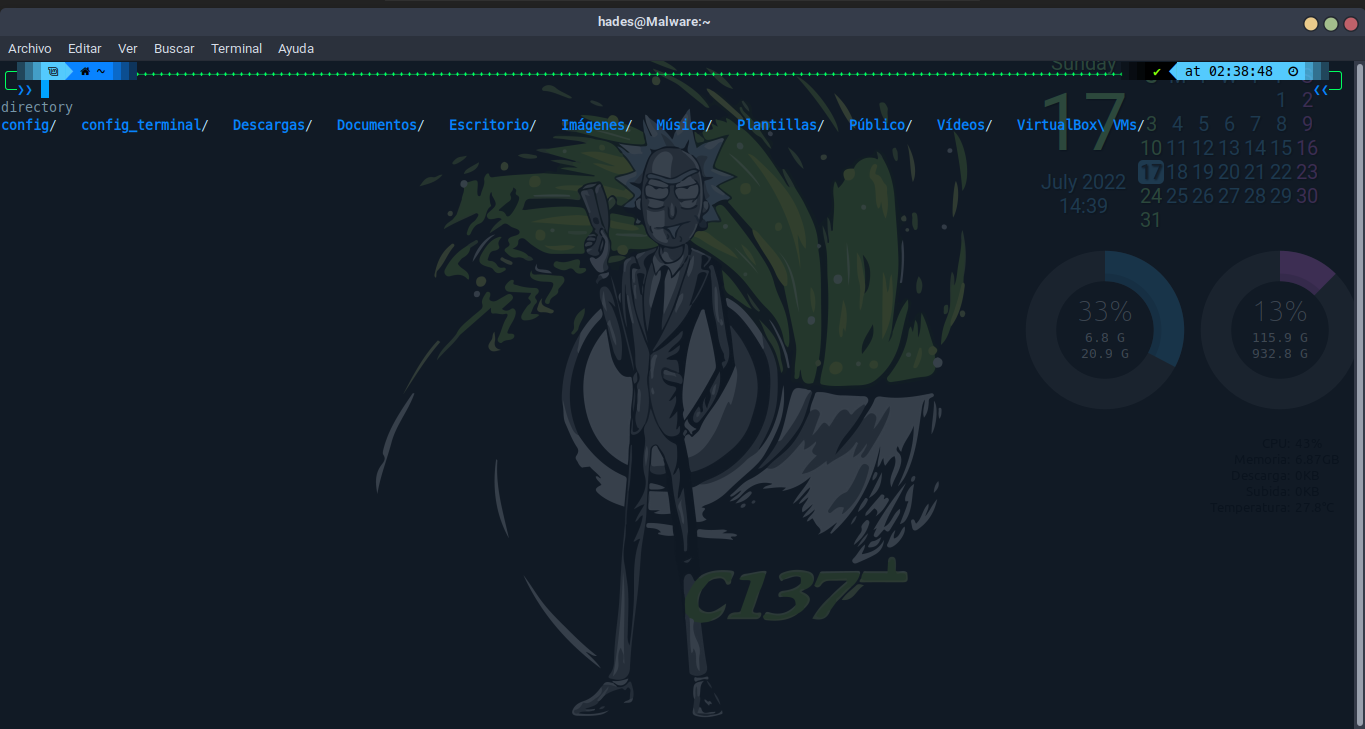 hades@Malware:~
Archivo Editar Ver Buscar Terminal Ayuda
~
✔ at 02:38:48
❯❯
❮❮
directory
config/ config_terminal/ Descargas/ Documentos/ Escritorio/ Imágenes/ Música/ Plantillas/ Público/ Vídeos/ VirtualBox\ VMs/
Sunday
17
July 2022
14:39
1 2
3 4 5 6 7 8 9
10 11 12 13 14 15 16
17 18 19 20 21 22 23
24 25 26 27 28 29 30
31
33%
6.8 G
20.9 G
13%
115.9 G
932.8 G
CPU: 43%
Memoria: 6.87GB
Descarga: 0KB
Subida: 0KB
Temperatura: 27.8°C
C137+